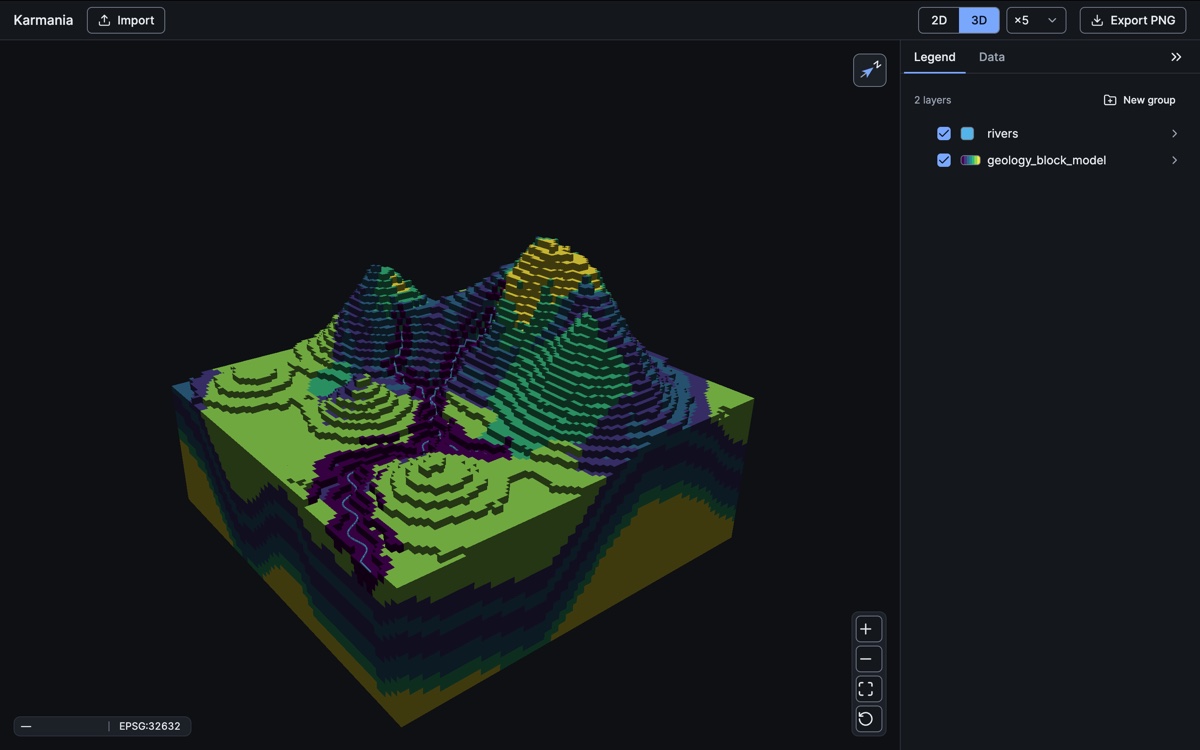 Karmania
Import
2D
3D
×5
Export PNG
Z
Legend
Data
2 layers
New group
rivers
geology_block_model
— | EPSG:32632